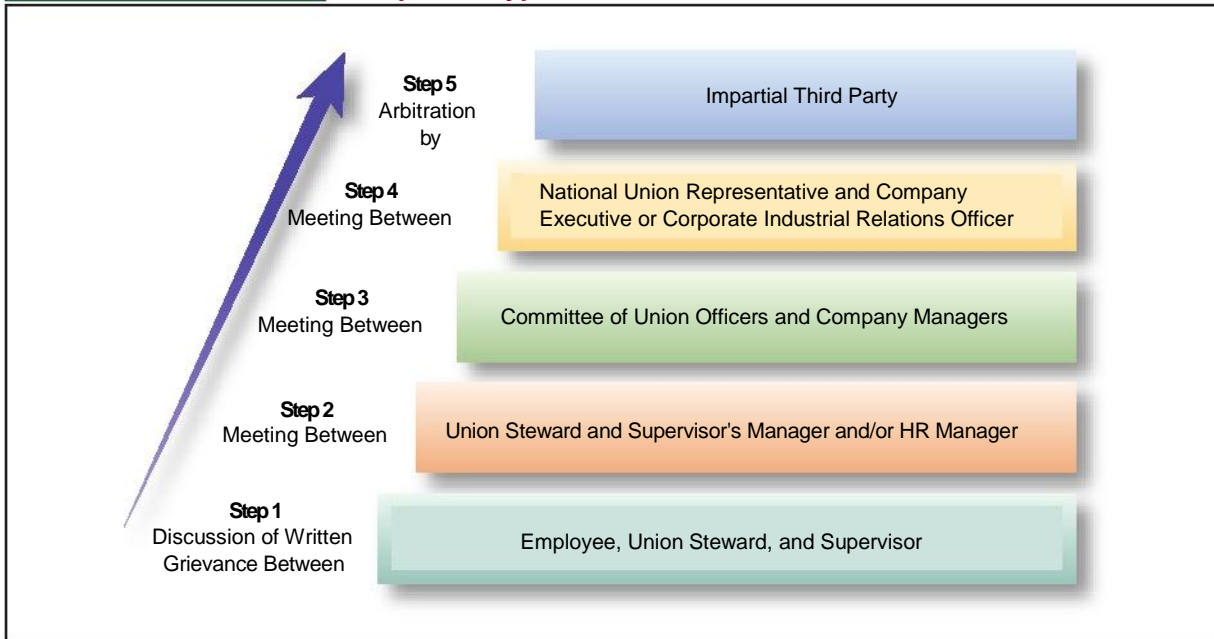 Step 5
Arbitration
by
Impartial Third Party
Step 4
Meeting Between
National Union Representative and Company
Executive or Corporate Industrial Relations Officer
Step 3
Meeting Between
Committee of Union Officers and Company Managers
Step 2
Meeting Between
Union Steward and Supervisor's Manager and/or HR Manager
Step 1
Discussion of Written
Grievance Between
Employee, Union Steward, and Supervisor